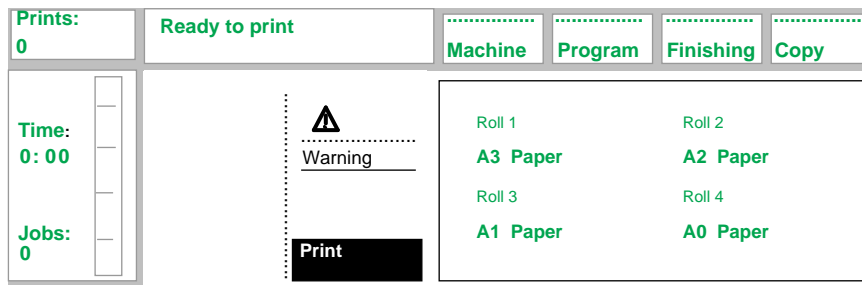 Prints:
0
Ready to print
Machine
Program
Finishing
Copy
Time:
0:00
Jobs:
0
Warning
Print
Roll 1
Roll 2
A3 Paper
A2 Paper
Roll 3
Roll 4
A1 Paper
A0 Paper